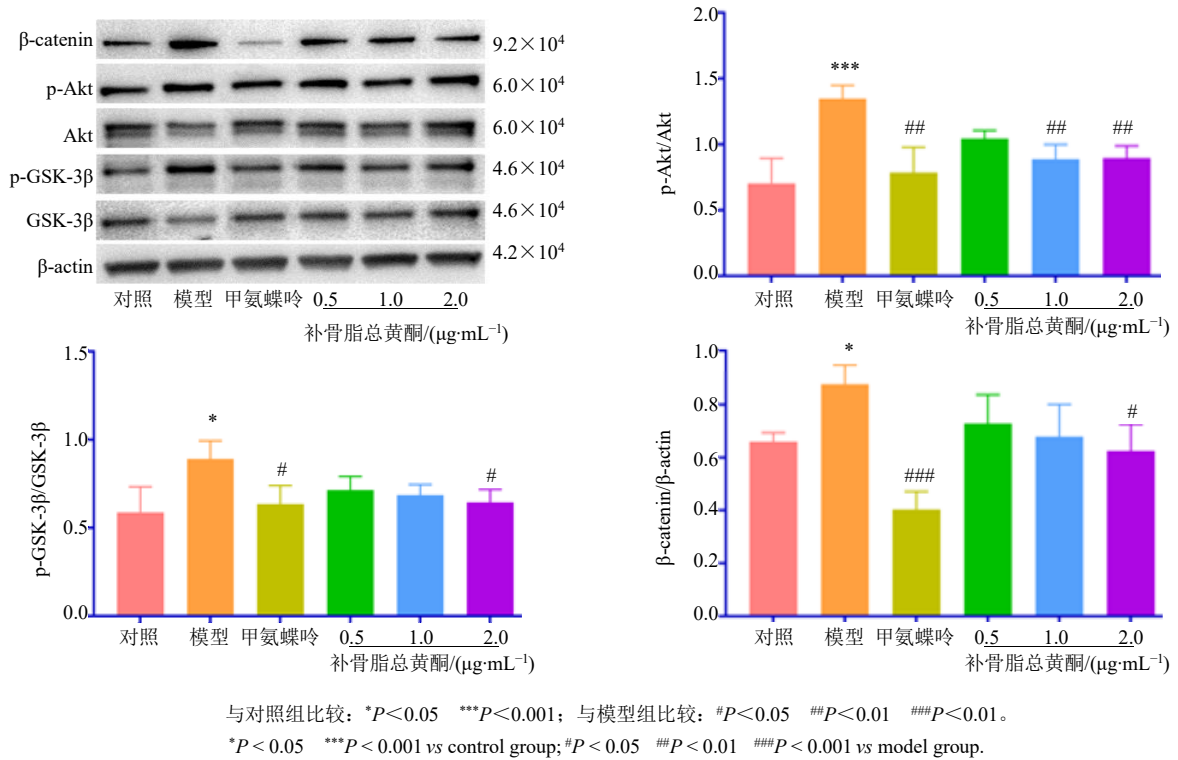 β-catenin
9.2×10⁴
p-Akt
6.0×10⁴
Akt
6.0×10⁴
p-GSK-3β
4.6×10⁴
GSK-3β
4.6×10⁴
β-actin
4.2×10⁴
对照 模型 甲氨蝶呤 0.5 1.0 2.0
补骨脂总黄酮/(μg·mL⁻¹)
p-Akt/Akt
2.0
1.5
1.0
0.5
0.0
***
##
##
##
对照 模型 甲氨蝶呤 0.5 1.0 2.0
补骨脂总黄酮/(μg·mL⁻¹)
p-GSK-3β/GSK-3β
1.5
1.0
0.5
0.0
*
#
#
对照 模型 甲氨蝶呤 0.5 1.0 2.0
补骨脂总黄酮/(μg·mL⁻¹)
β-catenin/β-actin
1.0
0.8
0.6
0.4
0.2
0.0
*
###
#
对照 模型 甲氨蝶呤 0.5 1.0 2.0
补骨脂总黄酮/(μg·mL⁻¹)
与对照组比较：*P＜0.05 ***P＜0.001；与模型组比较：#P＜0.05 ##P＜0.01 ###P＜0.01。
*P < 0.05 ***P < 0.001 vs control group; #P < 0.05 ##P < 0.01 ###P < 0.001 vs model group.